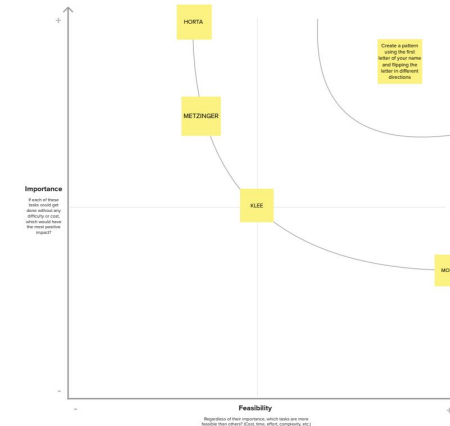 +
HORTA
Create a pattern
using the first
letter of your name
and flipping the
letter in different
directions
METZINGER
Importance
If each of these
tasks could get
done without any
difficulty or cost,
which would have
the most positive
impact?
KLEE
MO
-
-
Feasibility
+
Regardless of their importance, which tasks are more
feasible than others? (Cost, time, effort, complexity, etc.)